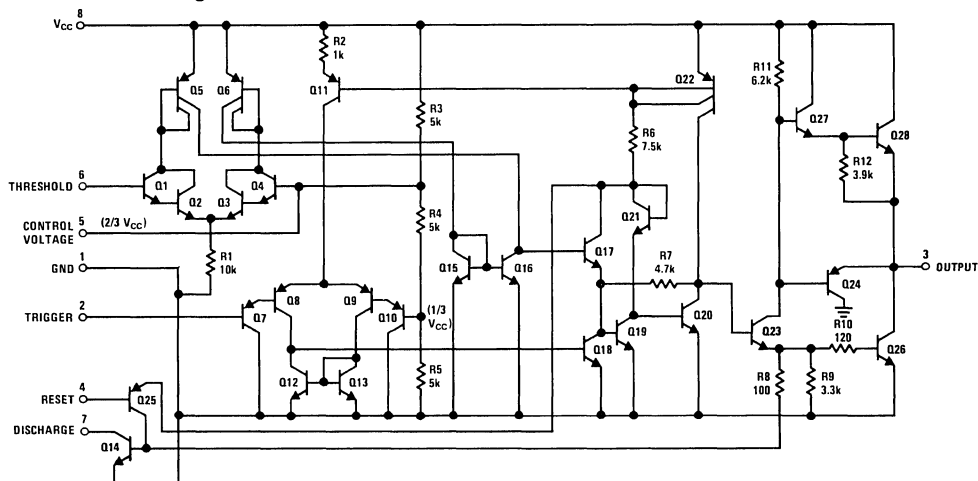 VCC 8
R2
1k
Q5
Q6
Q11
R3
5k
Q22
R11
6.2k
Q27
Q28
R6
7.5k
R12
3.9k
THRESHOLD 6
Q1
Q2
Q3
Q4
CONTROL VOLTAGE 5 (2/3 VCC)
R4
5k
Q21
R1
10k
GND 1
Q15
Q16
Q17
R7
4.7k
3
OUTPUT
Q24
TRIGGER 2
Q7
Q8
Q9
Q10
(1/3
VCC)
Q18
Q19
Q20
Q23
R10
120
Q26
R5
5k
Q12
Q13
R8
100
R9
3.3k
RESET 4
Q25
DISCHARGE 7
Q14